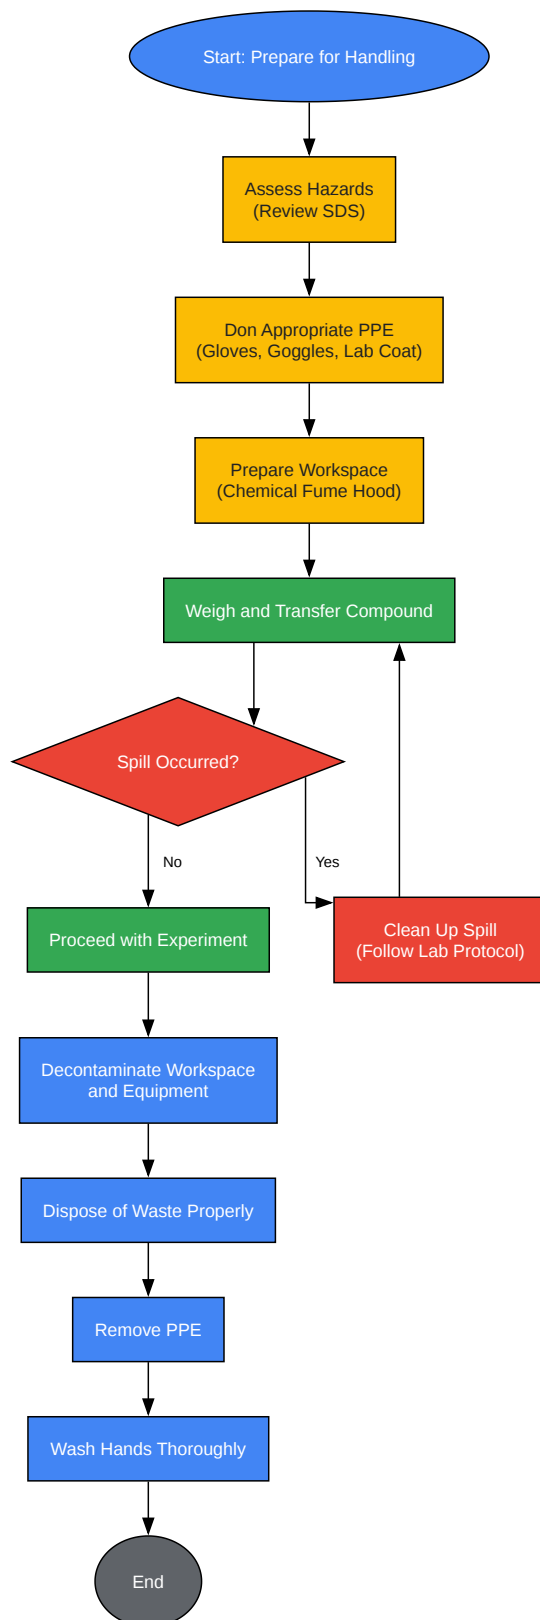 Start: Prepare for Handling
Assess Hazards
(Review SDS)
Don Appropriate PPE
(Gloves, Goggles, Lab Coat)
Prepare Workspace
(Chemical Fume Hood)
Weigh and Transfer Compound
Spill Occurred?
No
Yes
Proceed with Experiment
Clean Up Spill
(Follow Lab Protocol)
Decontaminate Workspace
and Equipment
Dispose of Waste Properly
Remove PPE
Wash Hands Thoroughly
End